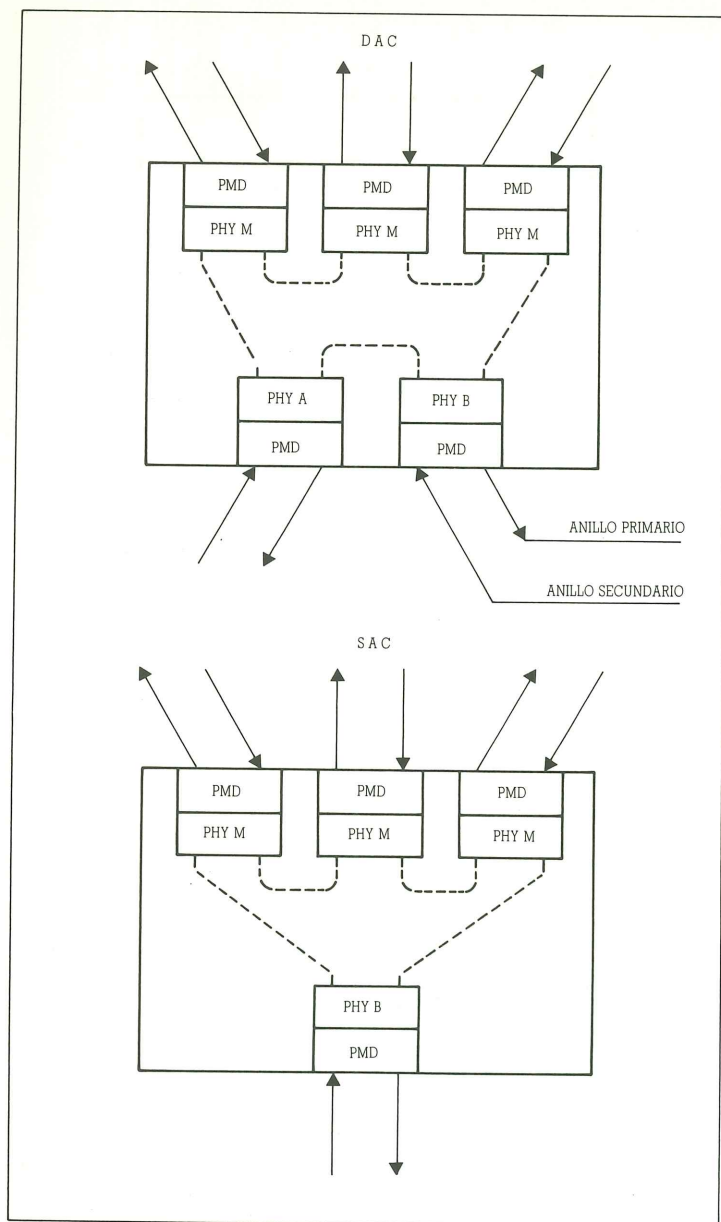 DAC
PMD PMD PMD
PHY M PHY M PHY M
PHY A PHY B
PMD PMD
ANILLO PRIMARIO
ANILLO SECUNDARIO
SAC
PMD PMD PMD
PHY M PHY M PHY M
PHY B
PMD